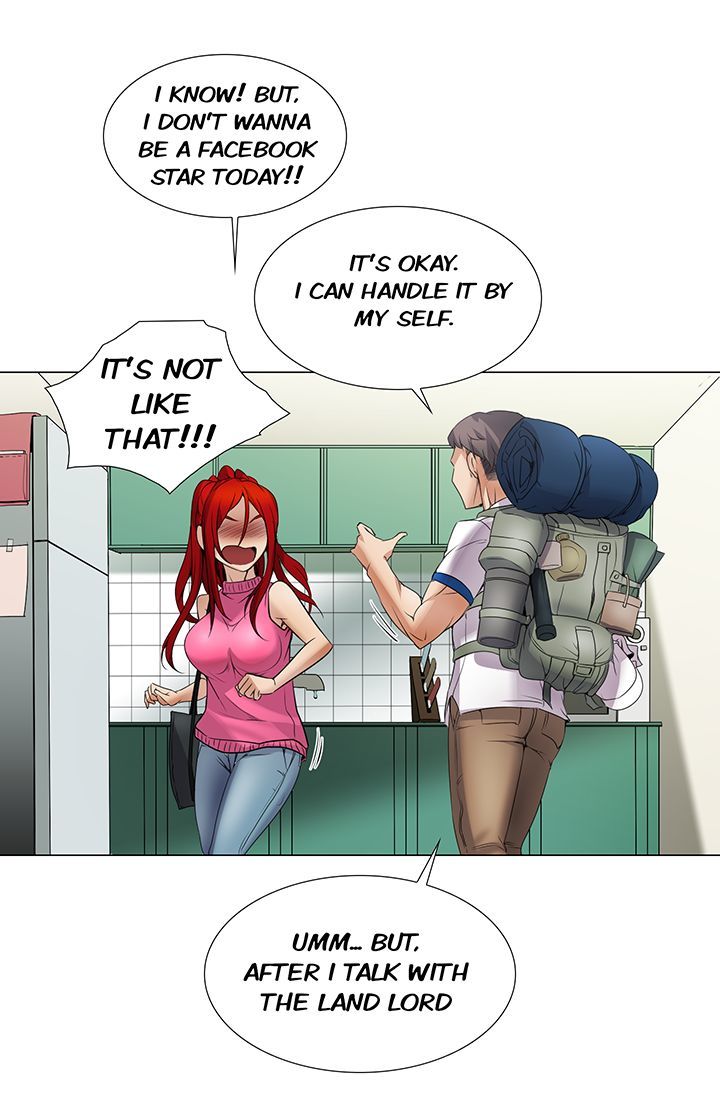 I KNOW! BUT,
I DON'T WANNA
BE A FACEBOOK
STAR TODAY!!
IT'S OKAY.
I CAN HANDLE IT BY
MY SELF.
IT'S NOT
LIKE
THAT!!!
UMM... BUT,
AFTER I TALK WITH
THE LAND LORD